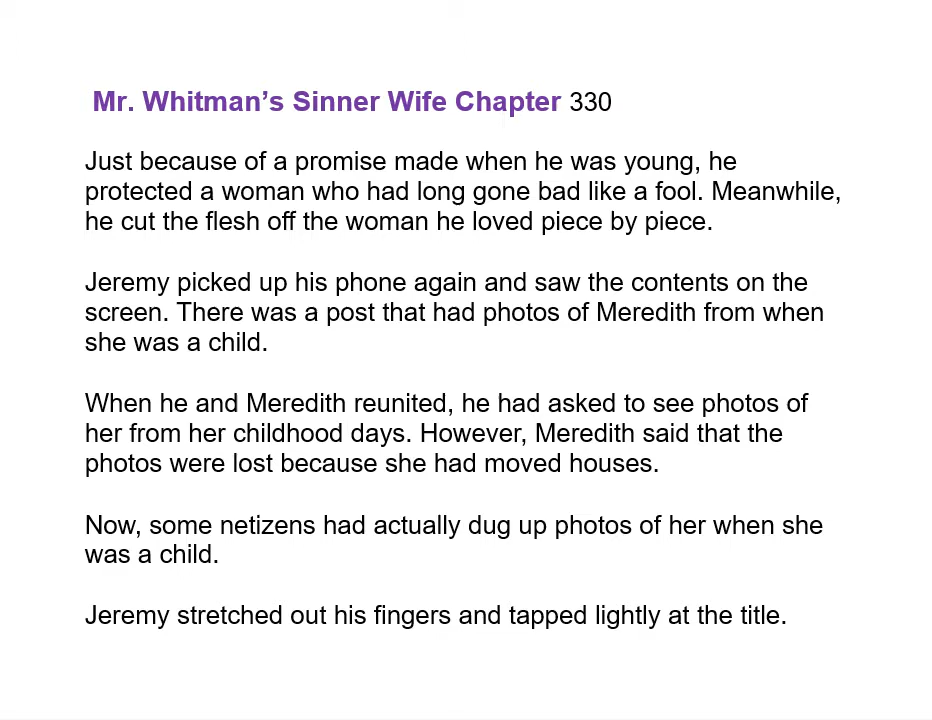 Mr. Whitman’s Sinner Wife Chapter 330
Just because of a promise made when he was young, he
protected a woman who had long gone bad like a fool. Meanwhile,
he cut the flesh off the woman he loved piece by piece.
Jeremy picked up his phone again and saw the contents on the
screen. There was a post that had photos of Meredith from when
she was a child.
When he and Meredith reunited, he had asked to see photos of
her from her childhood days. However, Meredith said that the
photos were lost because she had moved houses.
Now, some netizens had actually dug up photos of her when she
was a child.
Jeremy stretched out his fingers and tapped lightly at the title.